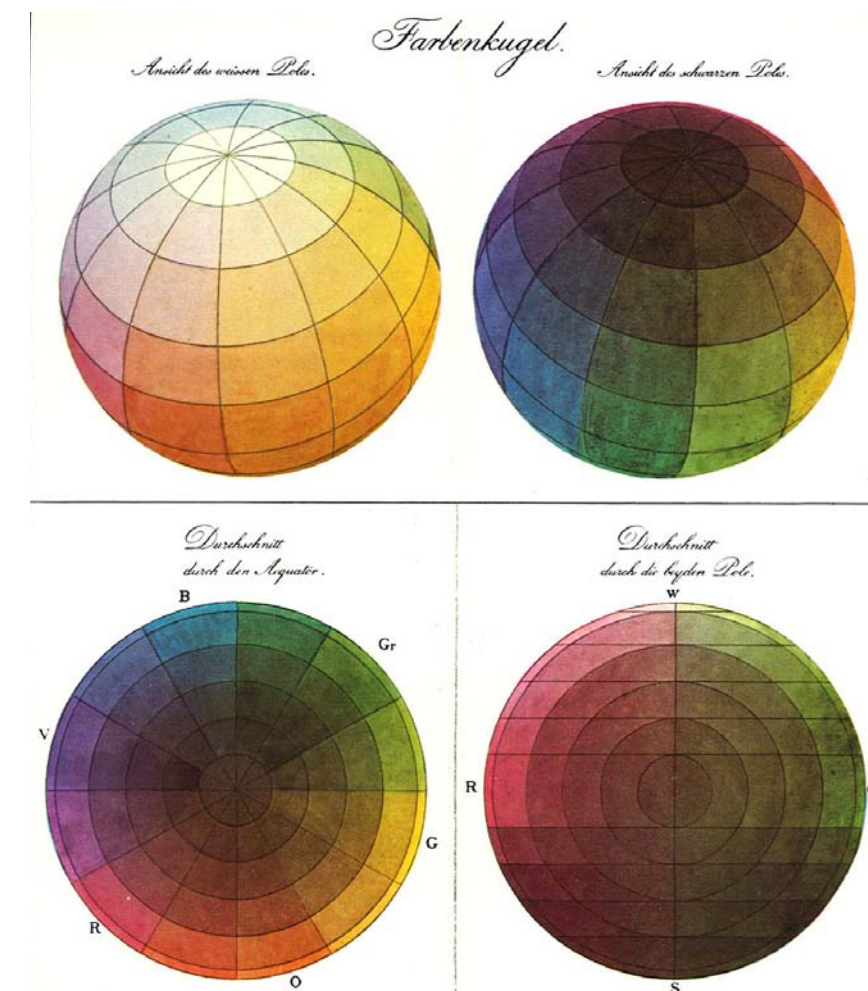 Farbenkugel.
Ansicht des weissen Poles.
Ansicht des schwarzen Poles.
Durchschnitt
durch den Aequator.
Durchschnitt
durch die beyden Pole.
B
Gr
V
G
R
O
W
R
S